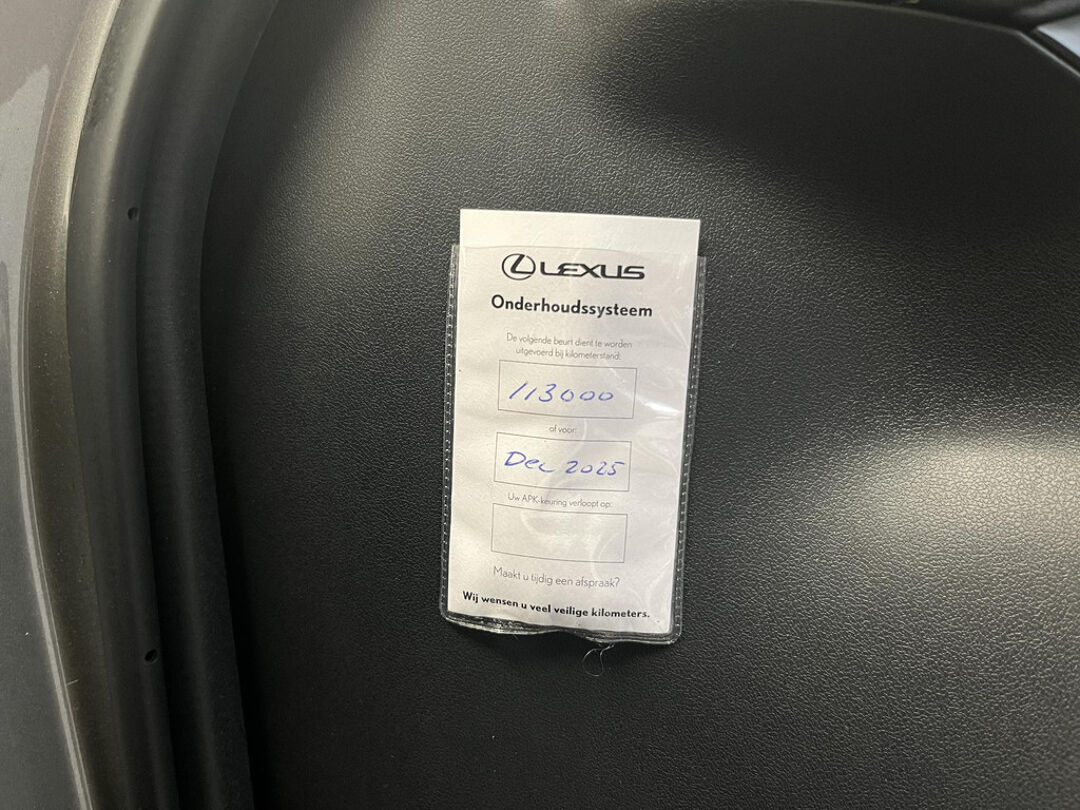 LEXUS
Onderhoudssysteem
De volgende beurt dient te worden
uitgevoerd bij kilometerstand:
113000
of voor:
Dec 2025
Uw APK-keuring verloopt op:
Maakt u tijdig een afspraak?
Wij wensen u veel veilige kilometers.